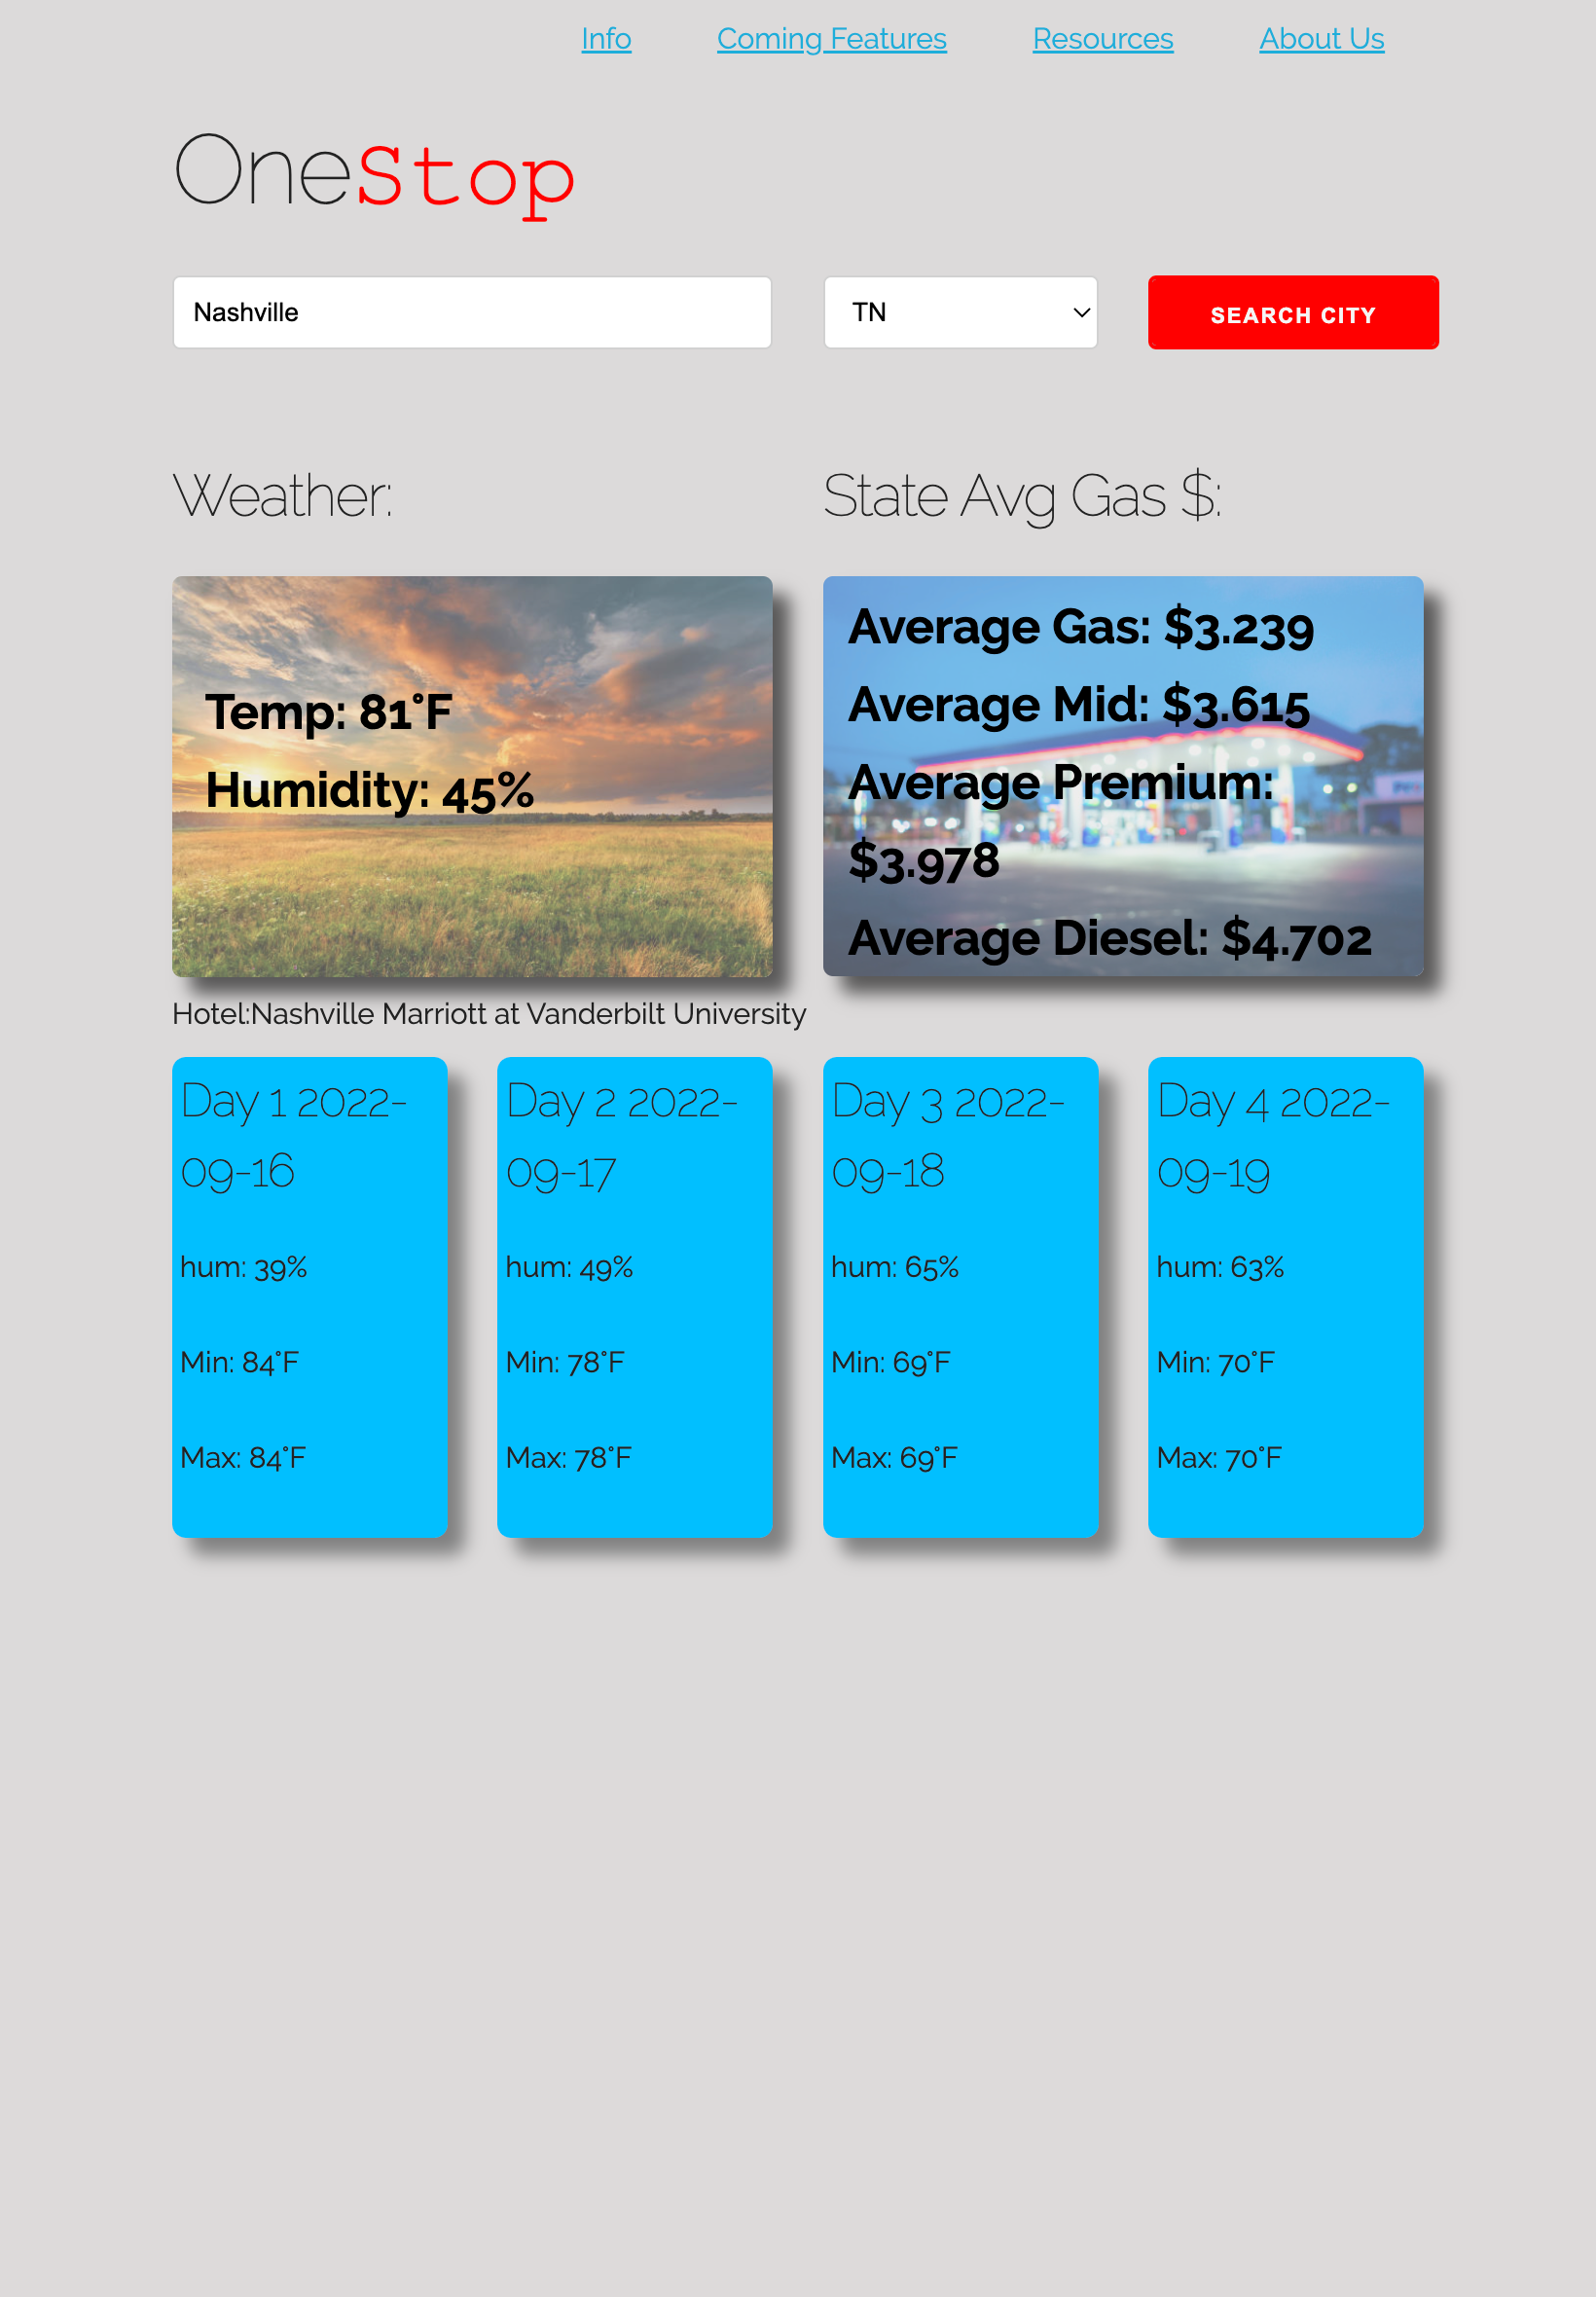 Info Coming Features Resources About Us
OneStop
Nashville TN SEARCH CITY
Weather:
State Avg Gas $:
Temp: 81°F
Humidity: 45%
Average Gas: $3.239
Average Mid: $3.615
Average Premium:
$3.978
Average Diesel: $4.702
Hotel:Nashville Marriott at Vanderbilt University
Day 1 2022-
09-16
hum: 39%
Min: 84°F
Max: 84°F
Day 2 2022-
09-17
hum: 49%
Min: 78°F
Max: 78°F
Day 3 2022-
09-18
hum: 65%
Min: 69°F
Max: 69°F
Day 4 2022-
09-19
hum: 63%
Min: 70°F
Max: 70°F